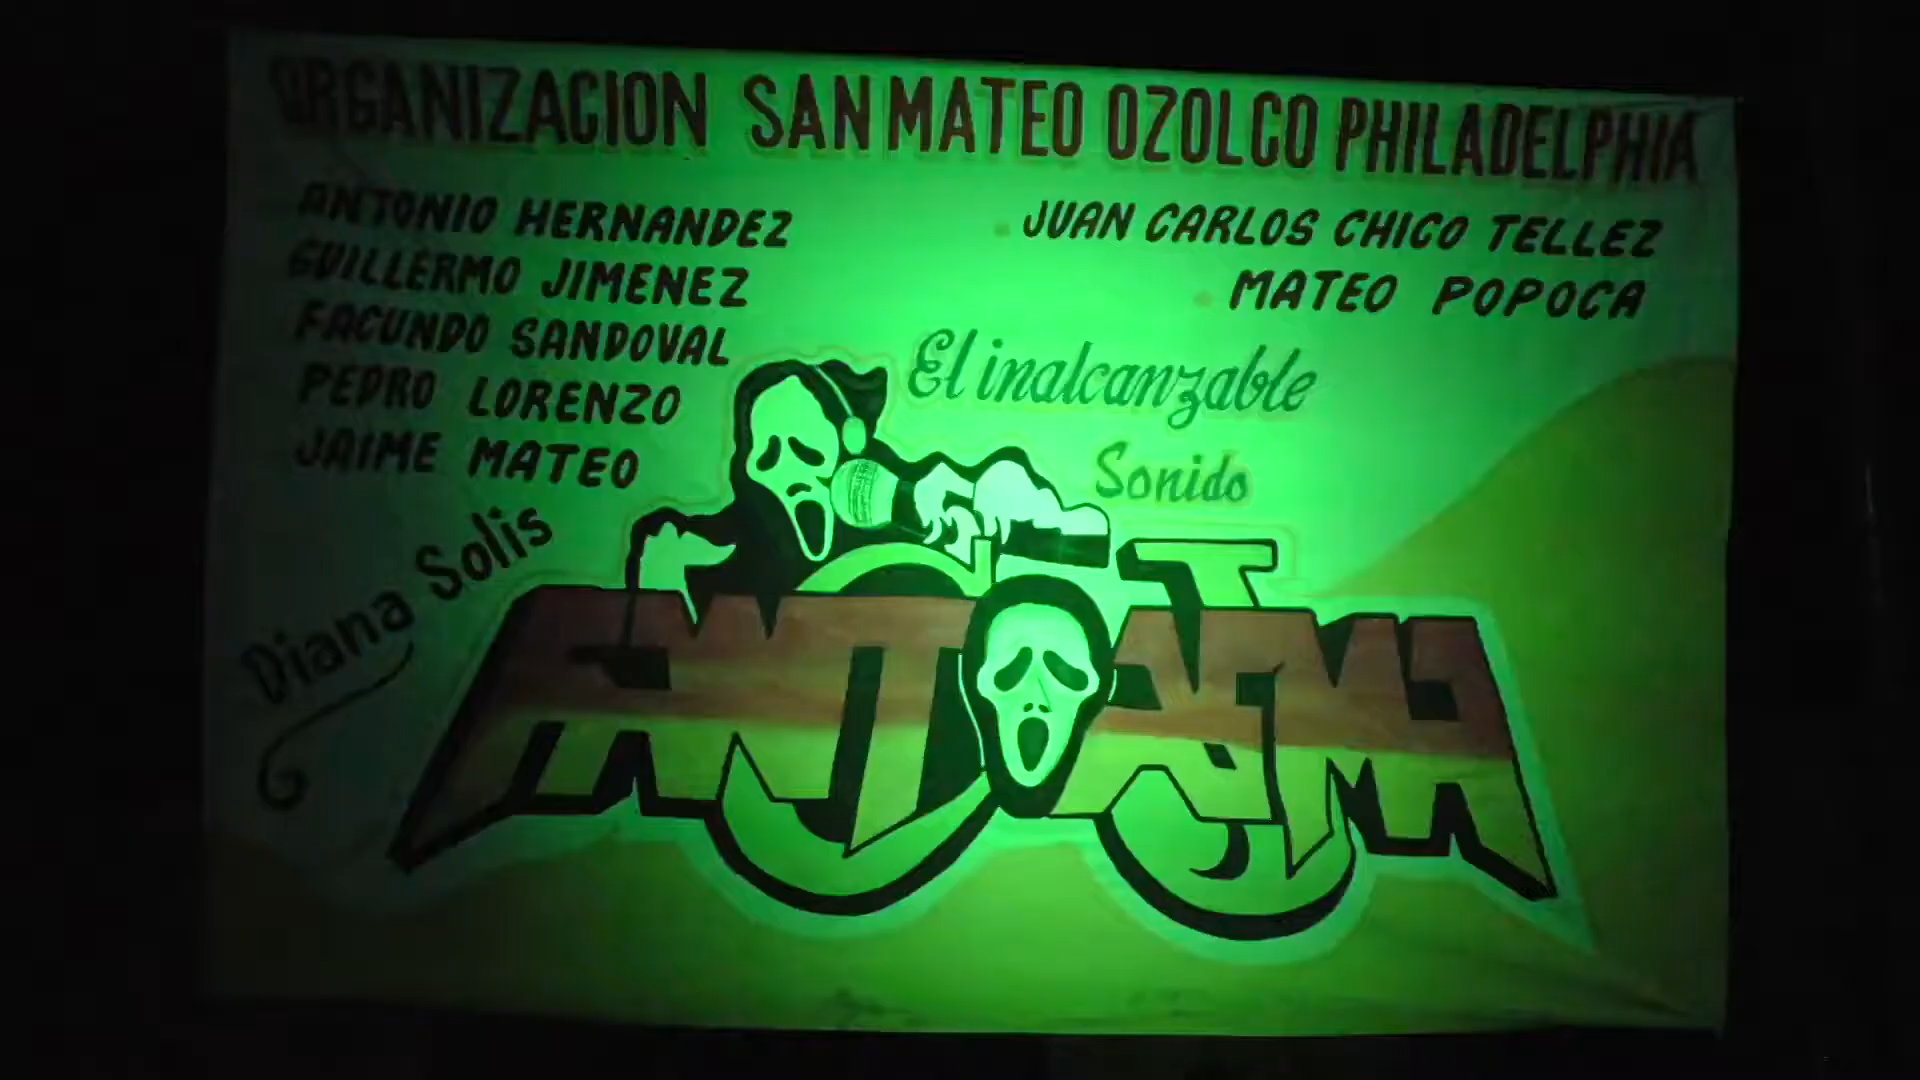 ORGANIZACION SAN MATEO OZOLCO PHILADELPHIA
ANTONIO HERNANDEZ
GUILLERMO JIMENEZ
FACUNDO SANDOVAL
PEDRO LORENZO
JAIME MATEO
Diana Solis
JUAN CARLOS CHICO TELLEZ
MATEO POPOCA
El inalcanzable
Sonido
FANTASMA